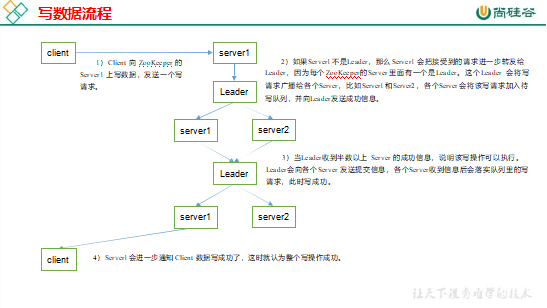 写数据流程
尚硅谷
client
server1
1）Client 向 ZooKeeper 的
Server1 上写数据，发送一个写
请求。
2）如果Server1 不是Leader，那么 Server1 会把接受到的请求进一步转发给
Leader，因为每个 ZooKeeper的Server 里面有一个是Leader。这个Leader 会将写
请求广播给各个Server，比如Server1 和Server2，各个Server会将该写请求加入待
写队列，并向Leader发送成功信息。
Leader
server1
server2
3）当Leader收到半数以上 Server 的成功信息，说明该写操作可以执行。
Leader会向各个Server 发送提交信息，各个Server收到信息后会落实队列里的写
请求，此时写成功。
Leader
server1
server2
client
4）Server1 会进一步通知 Client 数据写成功了，这时就认为整个写操作成功。
让天下没有难学的技术